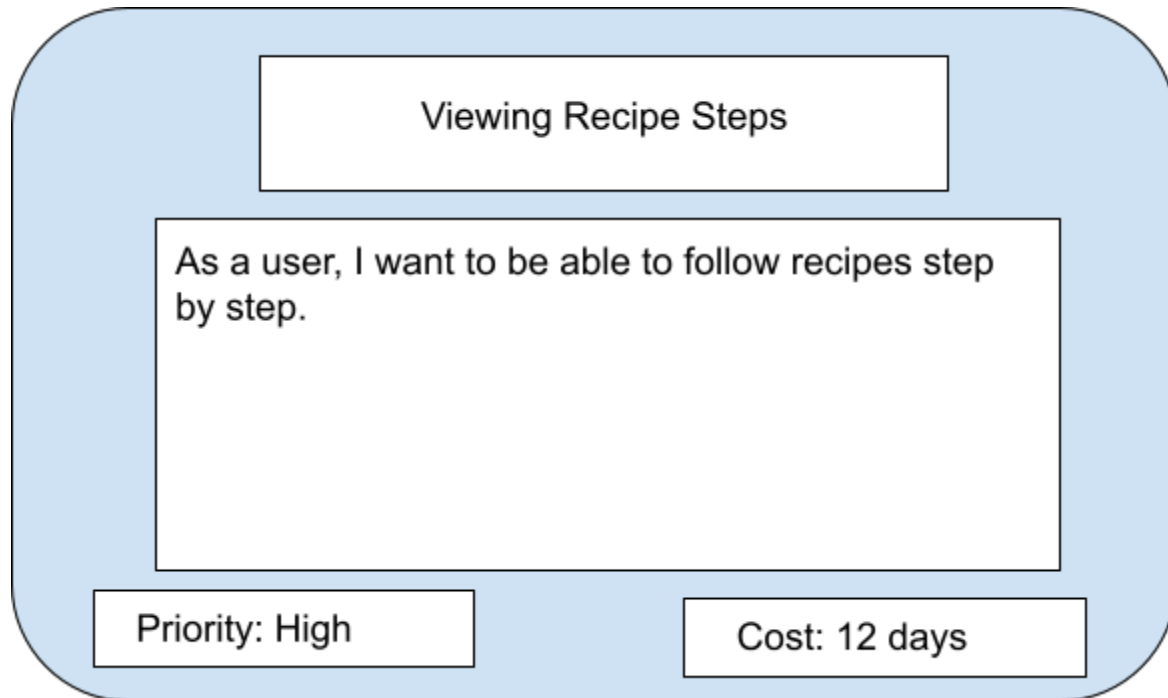 Viewing Recipe Steps
As a user, I want to be able to follow recipes step
by step.
Priority: High
Cost: 12 days